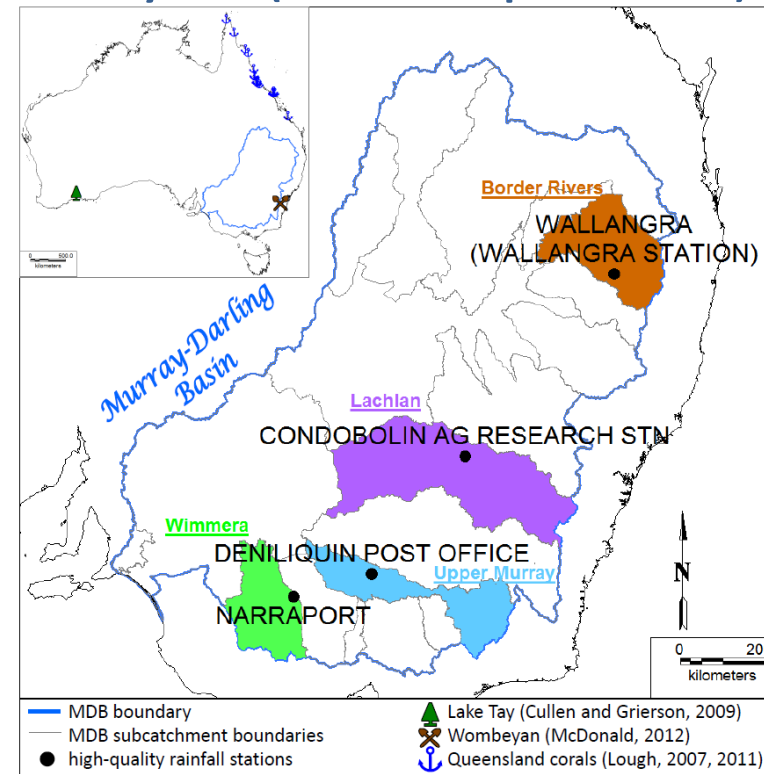 0 500.0
kilometers
Border Rivers
WALLANGRA
(WALLANGRA STATION)
Murray-Darling
Basin
Lachlan
CONDOBOLIN AG RESEARCH STN
Wimmera
DENILIQUIN POST OFFICE
Upper Murray
NARRAPORT
N
0 20
kilometers
MDB boundary
MDB subcatchment boundaries
high-quality rainfall stations
Lake Tay (Cullen and Grierson, 2009)
Wombeyan (McDonald, 2012)
Queensland corals (Lough, 2007, 2011)